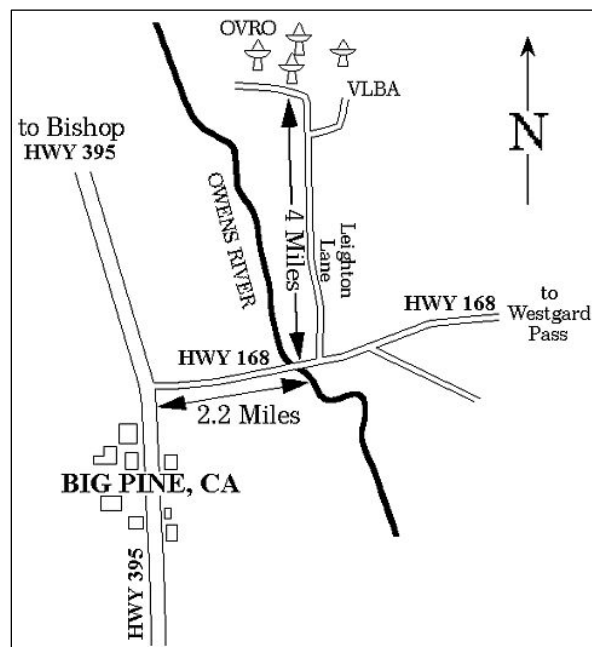 OVRO
VLBA
to Bishop
HWY 395
N
OWENS RIVER
4 Miles
Leighton
Lane
HWY 168
to
Westgard
Pass
HWY 168
2.2 Miles
BIG PINE, CA
HWY 395